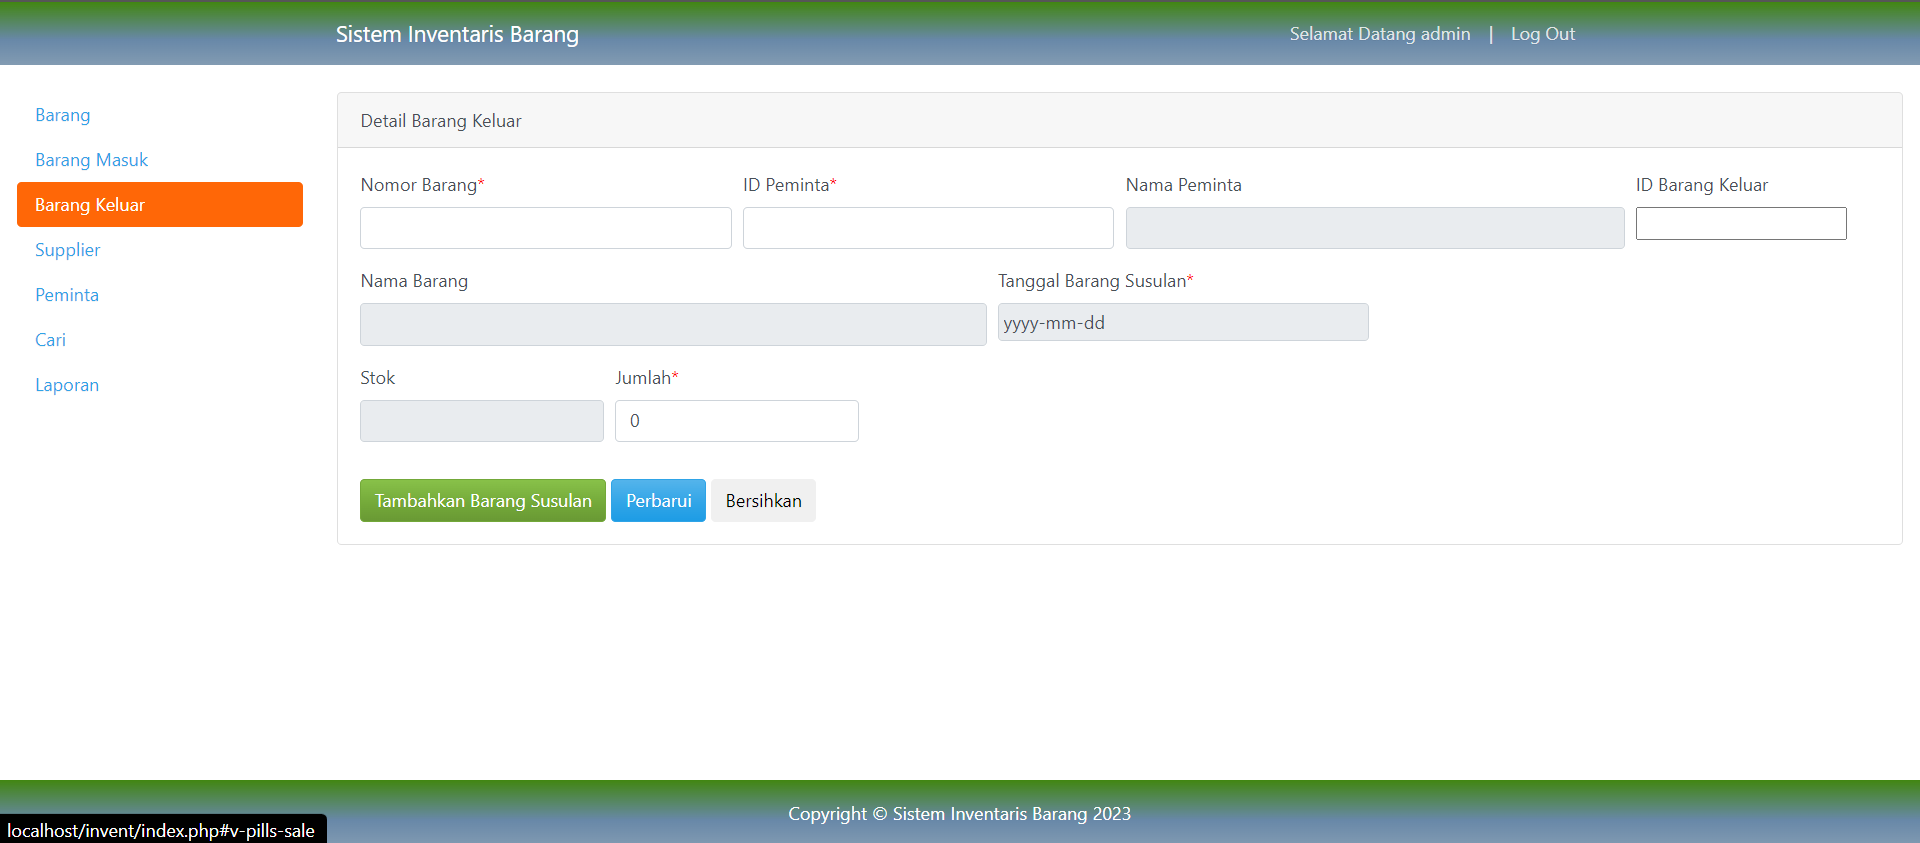 Sistem Inventaris Barang
Selamat Datang admin | Log Out
Barang
Barang Masuk
Barang Keluar
Supplier
Peminta
Cari
Laporan
Detail Barang Keluar
Nomor Barang* ID Peminta* Nama Peminta ID Barang Keluar
Nama Barang Tanggal Barang Susulan*
yyyy-mm-dd
Stok Jumlah*
0
Tambahkan Barang Susulan Perbarui Bersihkan
Copyright © Sistem Inventaris Barang 2023
localhost/invent/index.php#v-pills-sale